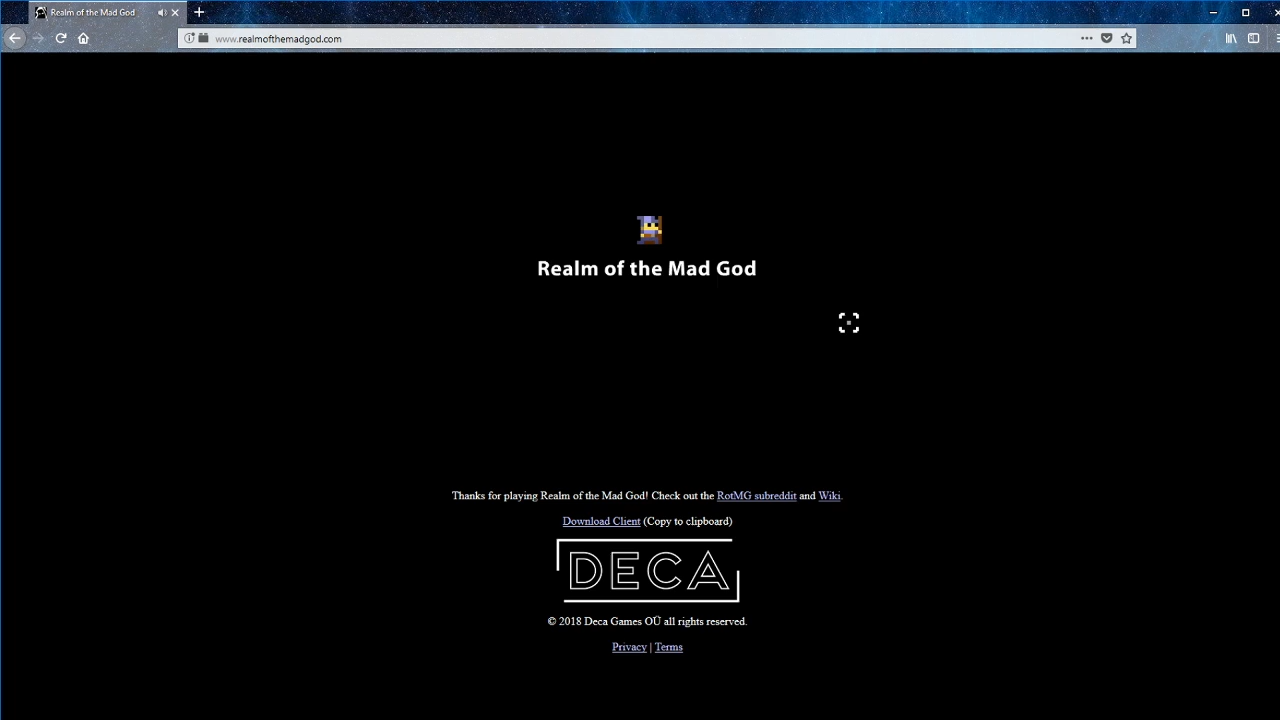 Realm of the Mad God
www.realmofthemadgod.com
Realm of the Mad God
Thanks for playing Realm of the Mad God! Check out the RotMG subreddit and Wiki.
Download Client (Copy to clipboard)
DECA
© 2018 Deca Games OÜ all rights reserved.
Privacy | Terms